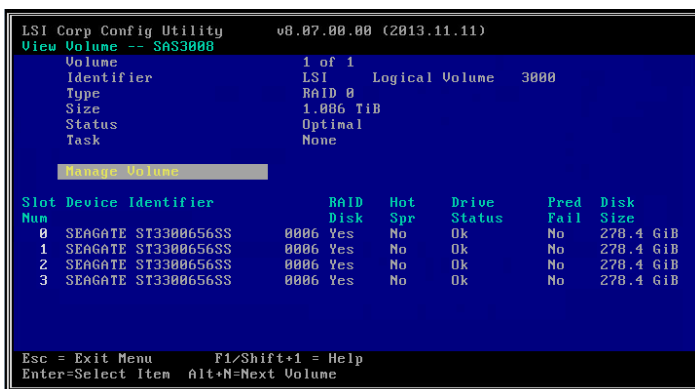 LSI Corp Config Utility v8.07.00.00 (2013.11.11)
View Volume -- SAS3008
Volume 1 of 1
Identifier LSI Logical Volume 3000
Type RAID 0
Size 1.086 TiB
Status Optimal
Task None
Manage Volume
Slot Device Identifier RAID Hot Drive Pred Disk
Num Disk Spr Status Fail Size
0 SEAGATE ST3300656SS 0006 Yes No Ok No 278.4 GiB
1 SEAGATE ST3300656SS 0006 Yes No Ok No 278.4 GiB
2 SEAGATE ST3300656SS 0006 Yes No Ok No 278.4 GiB
3 SEAGATE ST3300656SS 0006 Yes No Ok No 278.4 GiB
Esc = Exit Menu F1/Shift+1 = Help
Enter=Select Item Alt+N=Next Volume